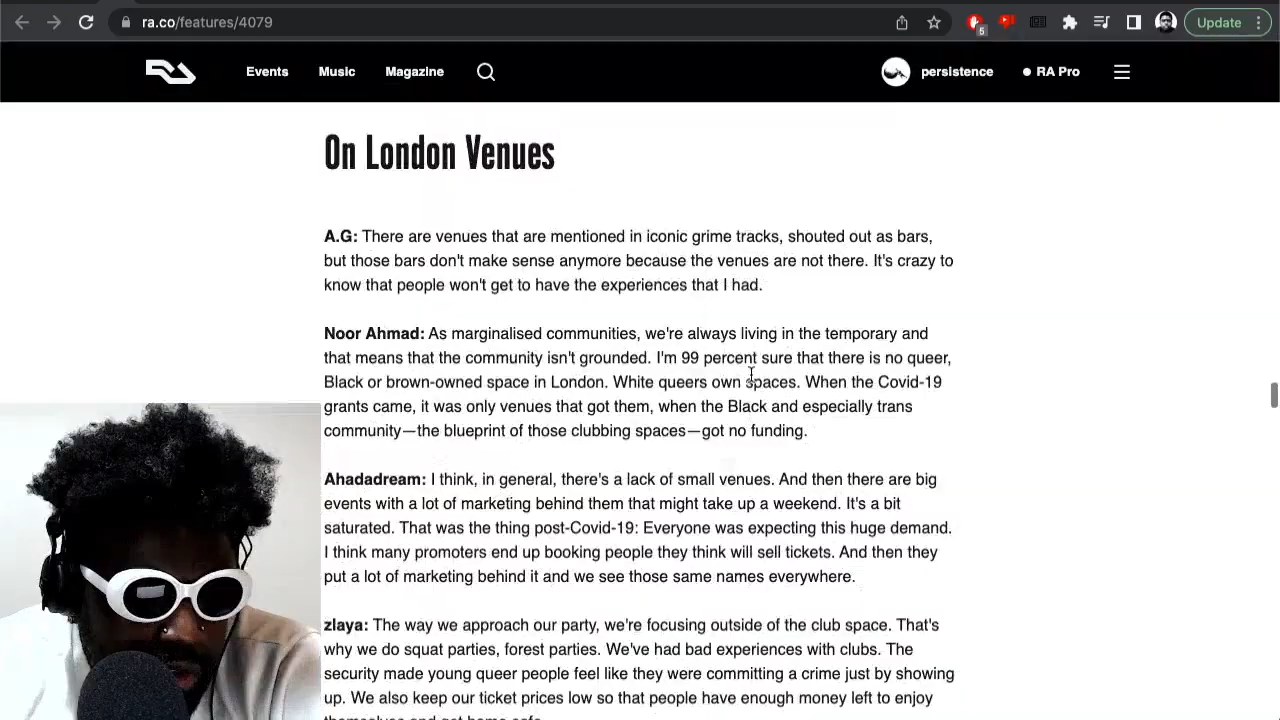 ra.co/features/4079
5
Update
Events
Music
Magazine
persistence
RA Pro
On London Venues
A.G: There are venues that are mentioned in iconic grime tracks, shouted out as bars,
but those bars don't make sense anymore because the venues are not there. It's crazy to
know that people won't get to have the experiences that I had.
Noor Ahmad: As marginalised communities, we're always living in the temporary and
that means that the community isn't grounded. I'm 99 percent sure that there is no queer,
Black or brown-owned space in London. White queers own spaces. When the Covid-19
grants came, it was only venues that got them, when the Black and especially trans
community—the blueprint of those clubbing spaces—got no funding.
Ahadadream: I think, in general, there's a lack of small venues. And then there are big
events with a lot of marketing behind them that might take up a weekend. It's a bit
saturated. That was the thing post-Covid-19: Everyone was expecting this huge demand.
I think many promoters end up booking people they think will sell tickets. And then they
put a lot of marketing behind it and we see those same names everywhere.
zlaya: The way we approach our party, we're focusing outside of the club space. That's
why we do squat parties, forest parties. We've had bad experiences with clubs. The
security made young queer people feel like they were committing a crime just by showing
up. We also keep our ticket prices low so that people have enough money left to enjoy
themselves and get home safe.